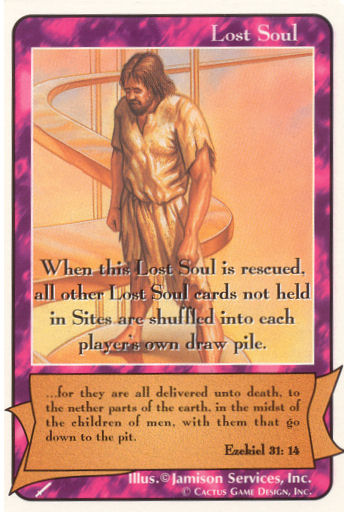 Lost Soul
When this Lost Soul is rescued,
all other Lost Soul cards not held
in Sites are shuffled into each
player's own draw pile.
...for they are all delivered unto death, to
the nether parts of the earth, in the midst of
the children of men, with them that go
down to the pit.
Ezekiel 31: 14
Illus.©Jamison Services, Inc.
© Cactus Game Design, Inc.